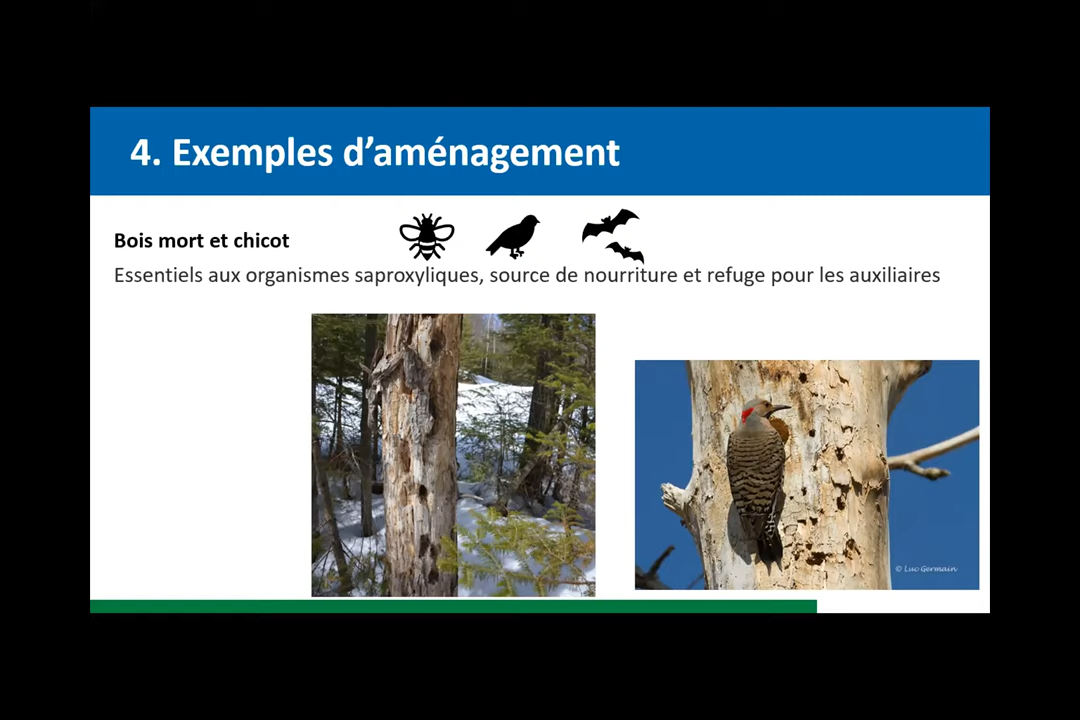 4. Exemples d’aménagement
Bois mort et chicot
Essentiels aux organismes saproxyliques, source de nourriture et refuge pour les auxiliaires
© Luc Germain